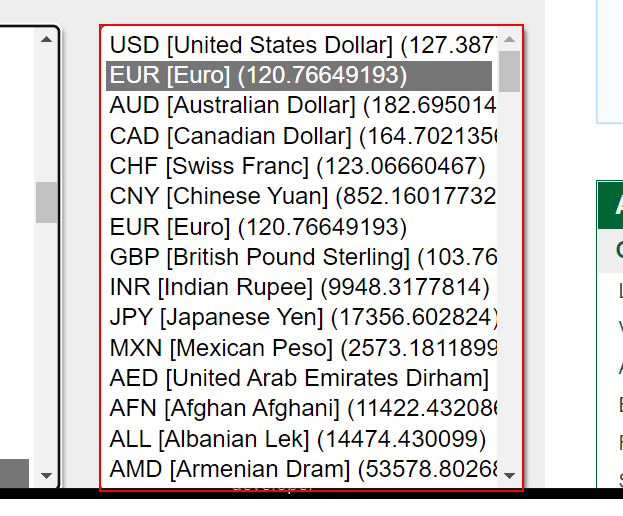 USD [United States Dollar] (127.387
EUR [Euro] (120.76649193)
AUD [Australian Dollar] (182.695014
CAD [Canadian Dollar] (164.702135
CHF [Swiss Franc] (123.06660467)
CNY [Chinese Yuan] (852.16017732
EUR [Euro] (120.76649193)
GBP [British Pound Sterling] (103.76
INR [Indian Rupee] (9948.3177814)
JPY [Japanese Yen] (17356.602824)
MXN [Mexican Peso] (2573.1811899
AED [United Arab Emirates Dirham]
AFN [Afghan Afghani] (11422.43208
ALL [Albanian Lek] (14474.430099)
AMD [Armenian Dram] (53578.8026